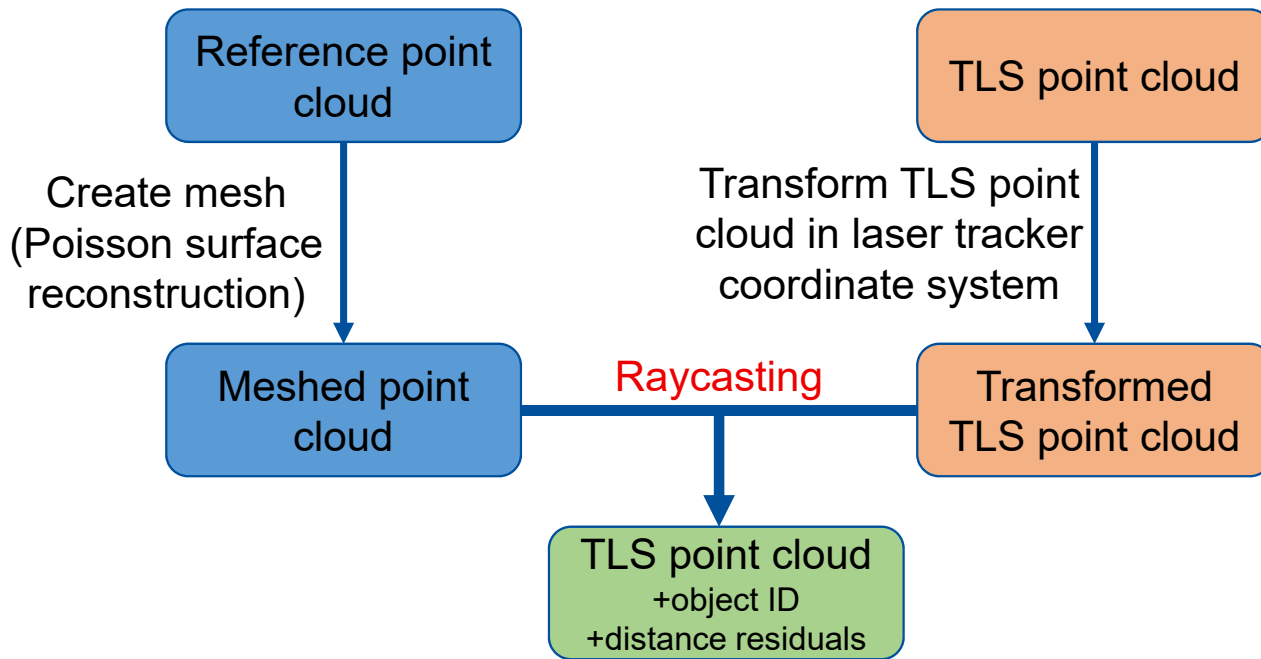 Reference point
cloud
TLS point cloud
Create mesh
(Poisson surface
reconstruction)
Transform TLS point
cloud in laser tracker
coordinate system
Meshed point
cloud
Raycasting
Transformed
TLS point cloud
TLS point cloud
+object ID
+distance residuals